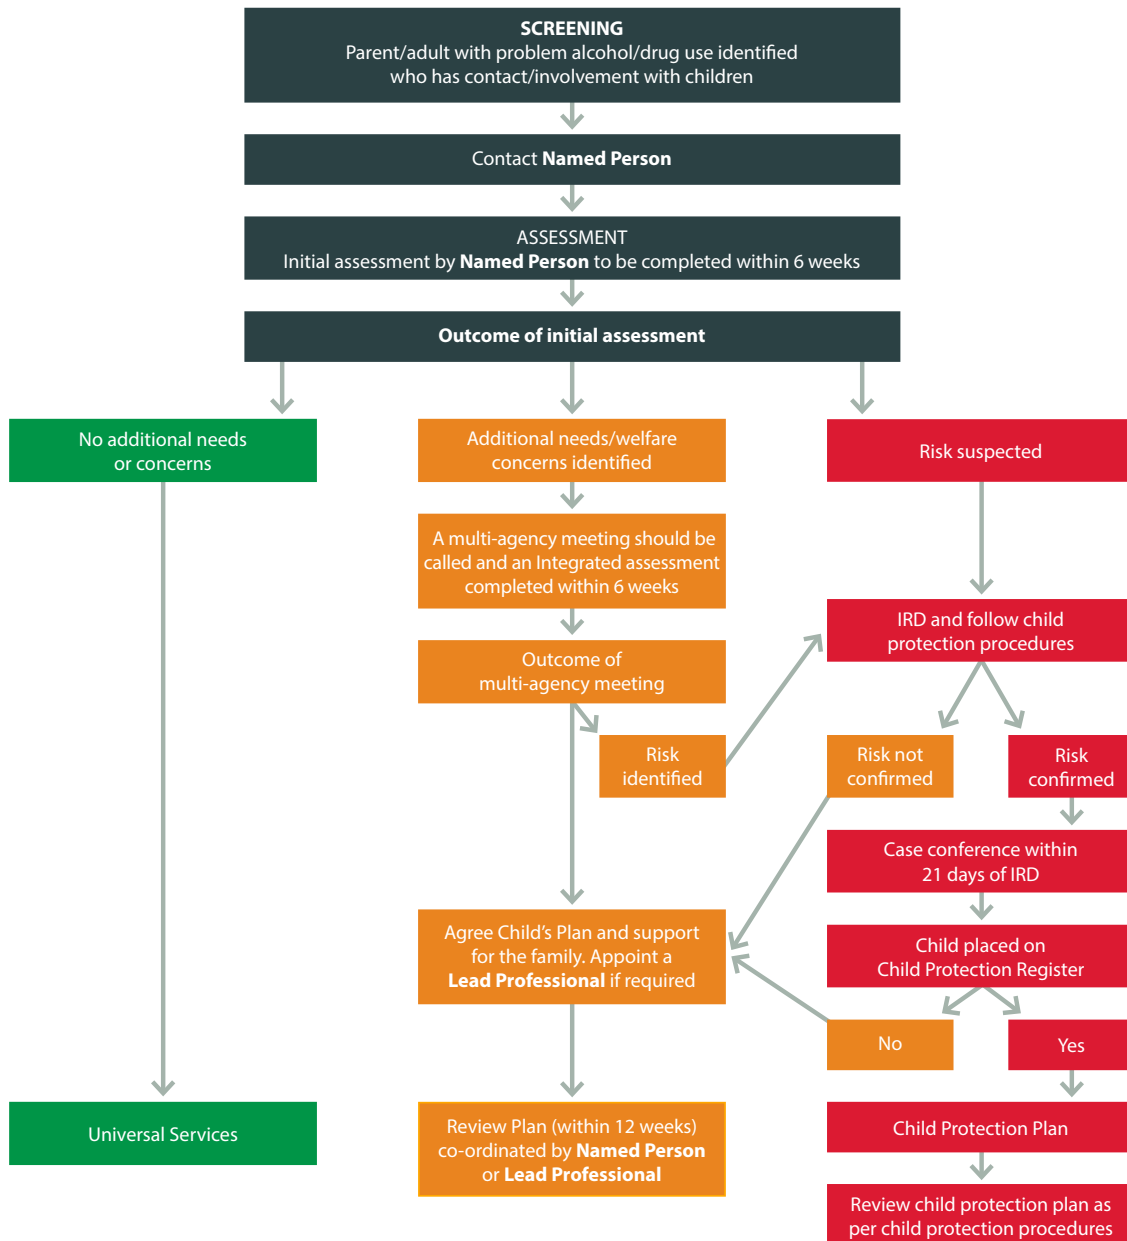 SCREENING
Parent/adult with problem alcohol/drug use identified
who has contact/involvement with children
Contact Named Person
ASSESSMENT
Initial assessment by Named Person to be completed within 6 weeks
Outcome of initial assessment
No additional needs
or concerns
Additional needs/welfare
concerns identified
Risk suspected
A multi-agency meeting should be
called and an Integrated assessment
completed within 6 weeks
IRD and follow child
protection procedures
Outcome of
multi-agency meeting
Risk
identified
Risk not
confirmed
Risk
confirmed
Case conference within
21 days of IRD
Agree Child's Plan and support
for the family. Appoint a
Lead Professional if required
Child placed on
Child Protection Register
No
Yes
Universal Services
Review Plan (within 12 weeks)
co-ordinated by Named Person
or Lead Professional
Child Protection Plan
Review child protection plan as
per child protection procedures